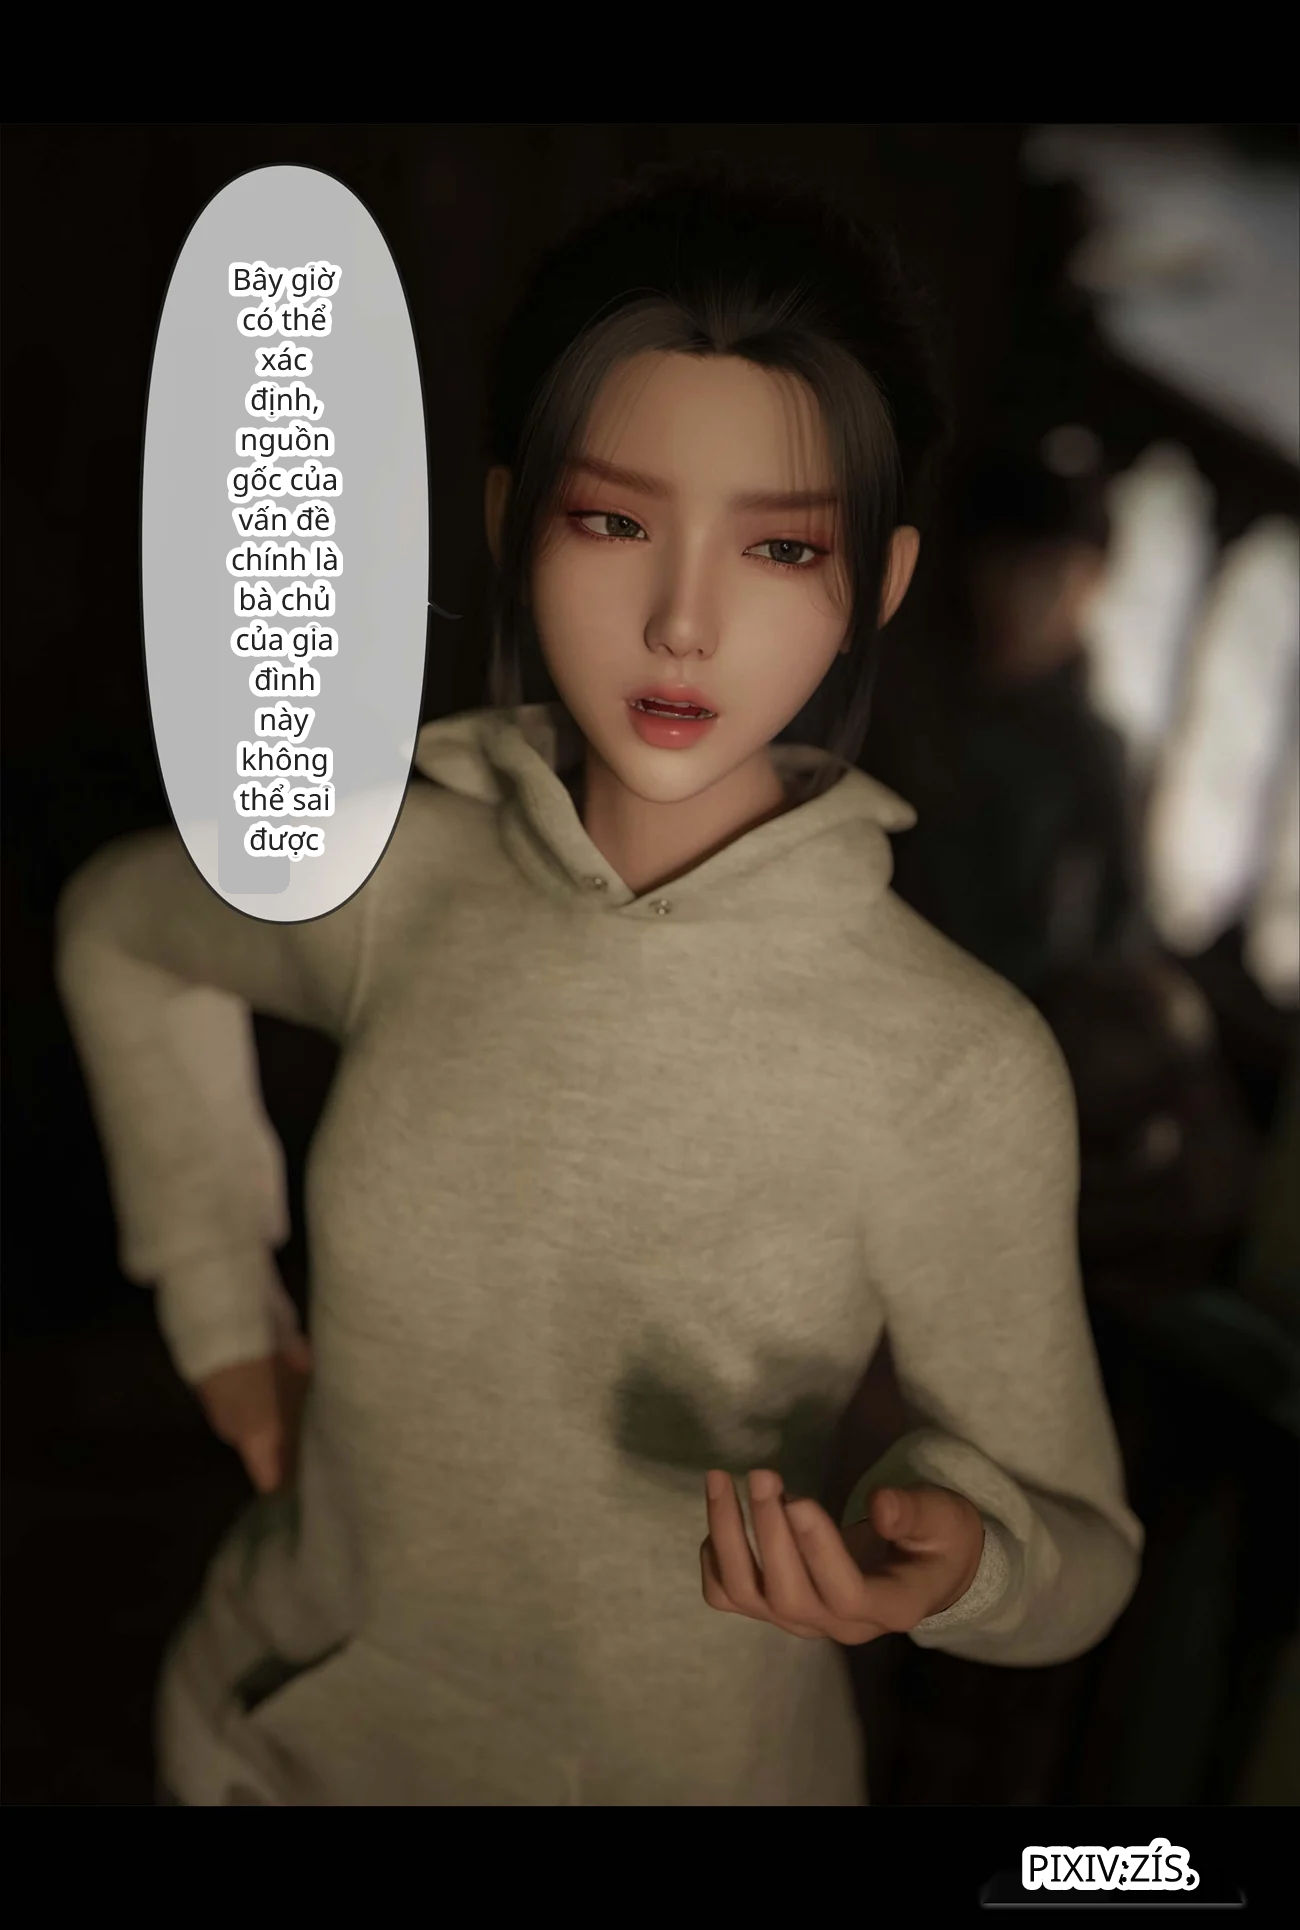 Bây giờ
có thể
xác
định,
nguồn
gốc của
vấn đề
chính là
bà chủ
của gia
đình
này
không
thể sai
được
PIXIV:ZÍS,